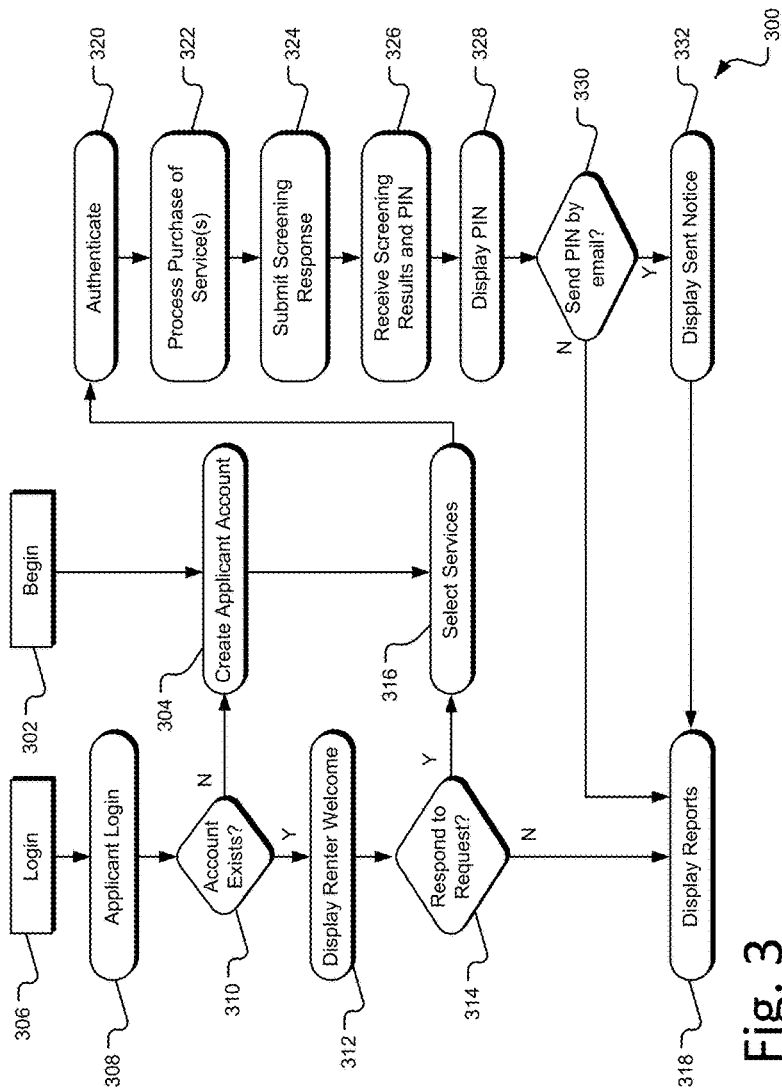 306
Login
302
Begin
308
Applicant Login
304
Create Applicant Account
310
Account
Exists?
N
Y
312
Display Renter Welcome
314
Respond to
Request?
Y
N
316
Select Services
318
Display Reports
Authenticate
320
Process Purchase of
Service(s)
322
Submit Screening
Response
324
Receive Screening
Results and PIN
326
Display PIN
328
Send PIN by
email?
330
N
Y
Display Sent Notice
332
300
Fig. 3